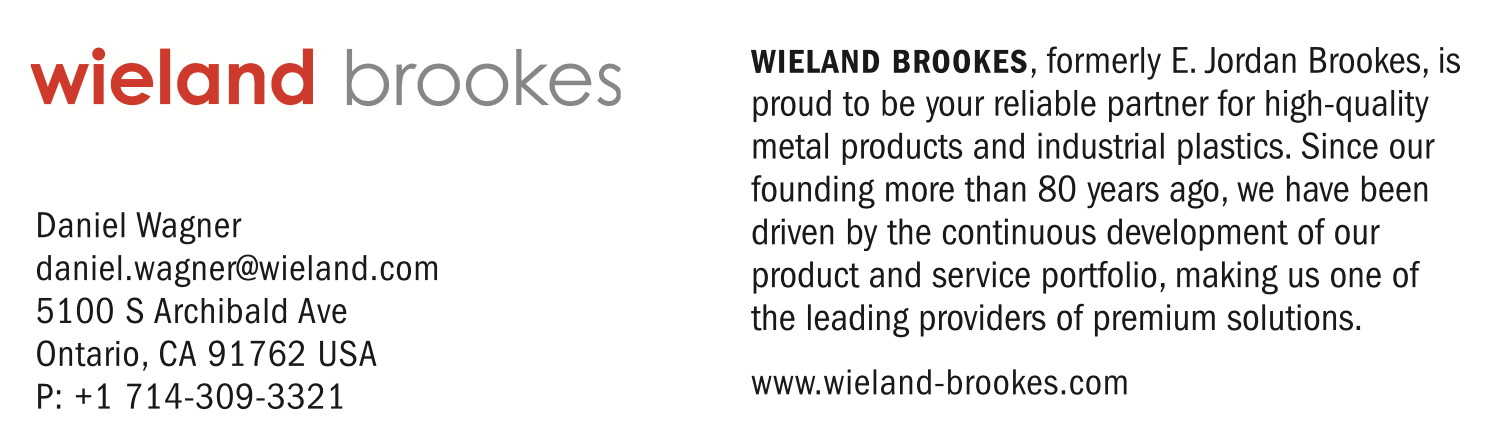 wieland brookes
Daniel Wagner
daniel.wagner@wieland.com
5100 S Archibald Ave
Ontario, CA 91762 USA
P: +1 714-309-3321
WIELAND BROOKES, formerly E. Jordan Brookes, is
proud to be your reliable partner for high-quality
metal products and industrial plastics. Since our
founding more than 80 years ago, we have been
driven by the continuous development of our
product and service portfolio, making us one of
the leading providers of premium solutions.
www.wieland-brookes.com